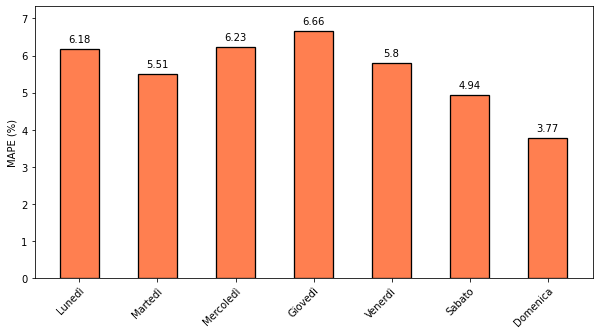 7
6
5
4
3
2
1
0
MAPE (%)
6.18
5.51
6.23
6.66
5.8
4.94
3.77
Lunedì
Martedì
Mercoledì
Giovedì
Venerdì
Sabato
Domenica